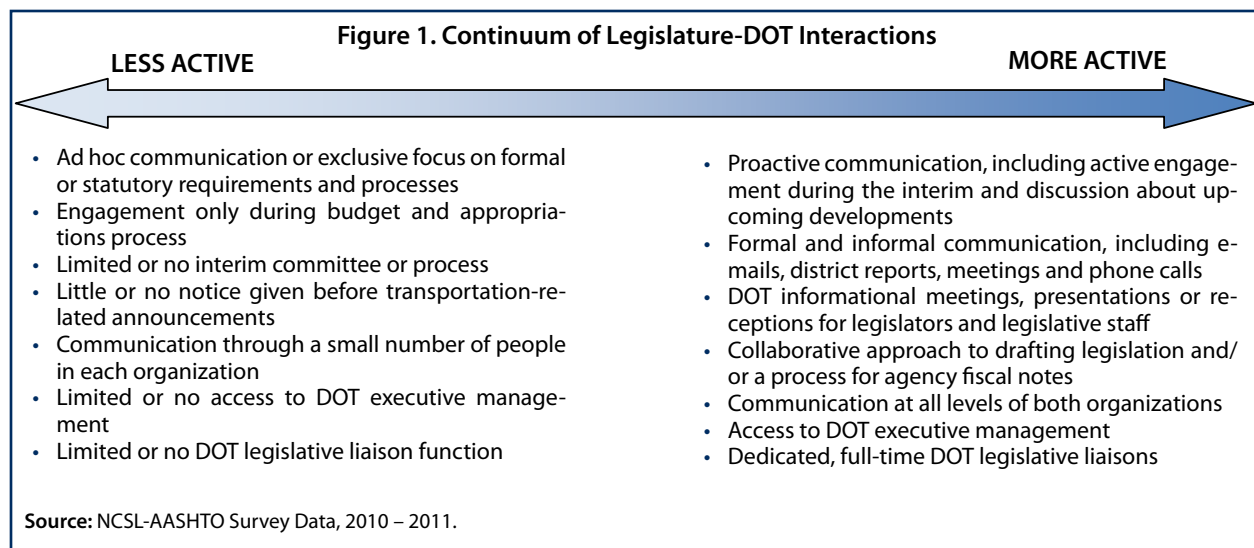 Figure 1. Continuum of Legislature-DOT Interactions
LESS ACTIVE
MORE ACTIVE
• Ad hoc communication or exclusive focus on formal
or statutory requirements and processes
• Engagement only during budget and appropria-
tions process
• Limited or no interim committee or process
• Little or no notice given before transportation-re-
lated announcements
• Communication through a small number of people
in each organization
• Limited or no access to DOT executive manage-
ment
• Limited or no DOT legislative liaison function
• Proactive communication, including active engage-
ment during the interim and discussion about up-
coming developments
• Formal and informal communication, including e-
mails, district reports, meetings and phone calls
• DOT informational meetings, presentations or re-
ceptions for legislators and legislative staff
• Collaborative approach to drafting legislation and/
or a process for agency fiscal notes
• Communication at all levels of both organizations
• Access to DOT executive management
• Dedicated, full-time DOT legislative liaisons
Source: NCSL-AASHTO Survey Data, 2010 – 2011.